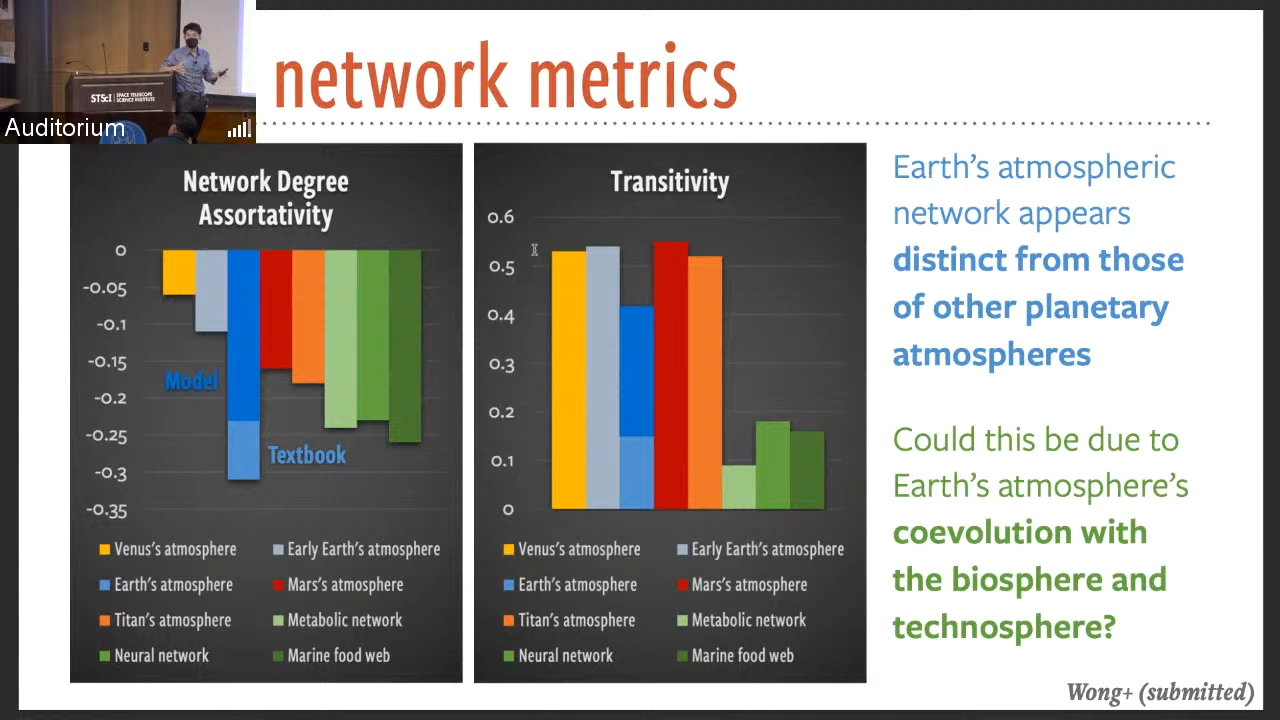 network metrics
STScI | SPACE TELESCOPE
SCIENCE INSTITUTE
Auditorium
Network Degree
Assortativity
0
-0.05
-0.1
-0.15
-0.2
-0.25
-0.3
-0.35
Model
Textbook
Venus's atmosphere
Early Earth's atmosphere
Earth's atmosphere
Mars's atmosphere
Titan's atmosphere
Metabolic network
Neural network
Marine food web
Transitivity
0.6
0.5
0.4
0.3
0.2
0.1
0
Venus's atmosphere
Early Earth's atmosphere
Earth's atmosphere
Mars's atmosphere
Titan's atmosphere
Metabolic network
Neural network
Marine food web
Earth's atmospheric
network appears
distinct from those
of other planetary
atmospheres
Could this be due to
Earth's atmosphere's
coevolution with
the biosphere and
technosphere?
Wong+ (submitted)